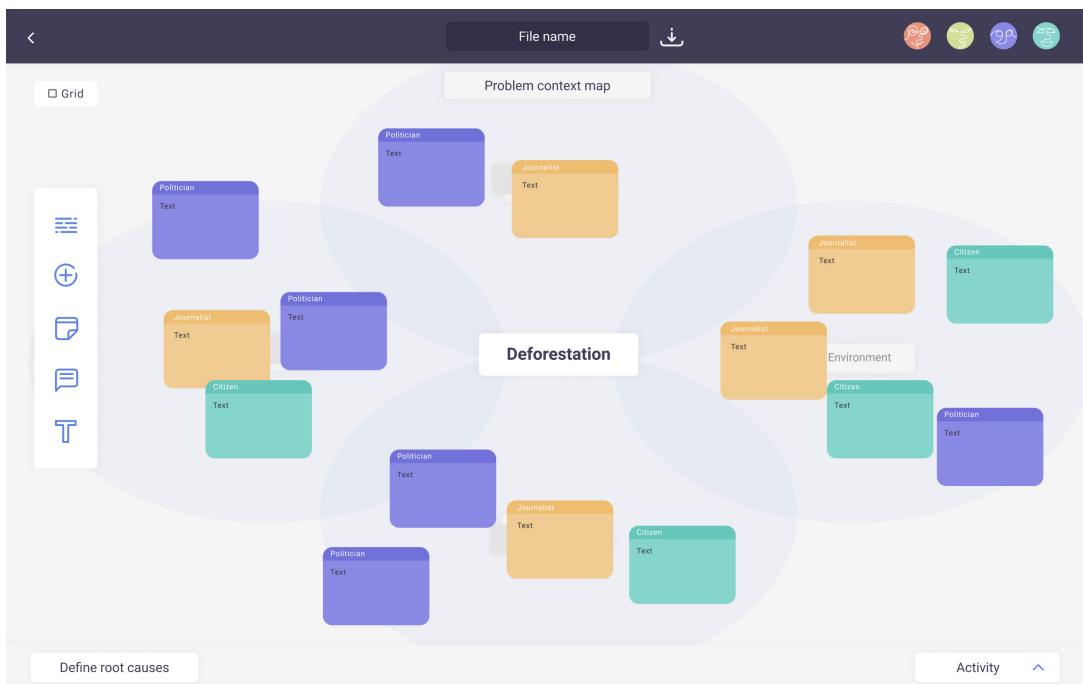 File name
Problem context map
Grid
Politician
Text
Journalist
Text
Politician
Text
Journalist
Text
Citizen
Text
Politician
Text
Journalist
Text
Citizen
Text
Deforestation
Journalist
Text
Environment
Citizen
Text
Politician
Text
Politician
Text
Journalist
Text
Citizen
Text
Politician
Text
Define root causes
Activity